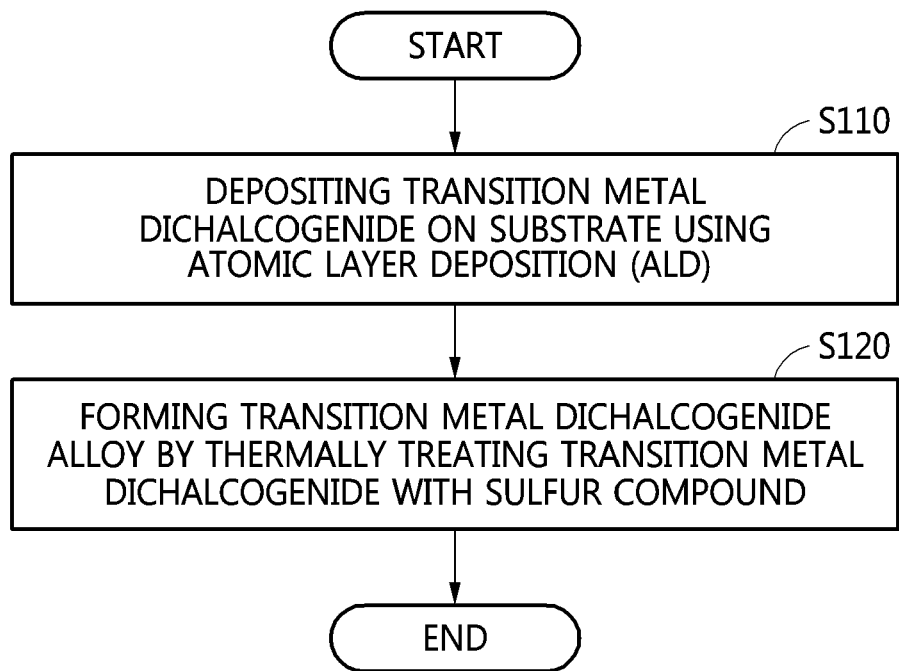 START
S110
DEPOSITING TRANSITION METAL
DICHALCOGENIDE ON SUBSTRATE USING
ATOMIC LAYER DEPOSITION (ALD)
S120
FORMING TRANSITION METAL DICHALCOGENIDE
ALLOY BY THERMALLY TREATING TRANSITION METAL
DICHALCOGENIDE WITH SULFUR COMPOUND
END